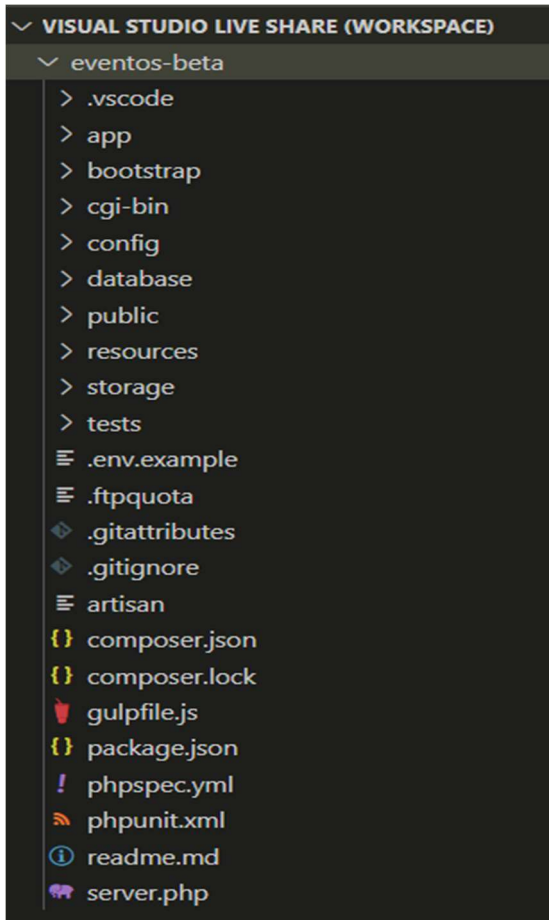 VISUAL STUDIO LIVE SHARE (WORKSPACE)
eventos-beta
.vscode
app
bootstrap
cgi-bin
config
database
public
resources
storage
tests
.env.example
.ftpquota
.gitattributes
.gitignore
artisan
composer.json
composer.lock
gulpfile.js
package.json
phpspec.yml
phpunit.xml
readme.md
server.php